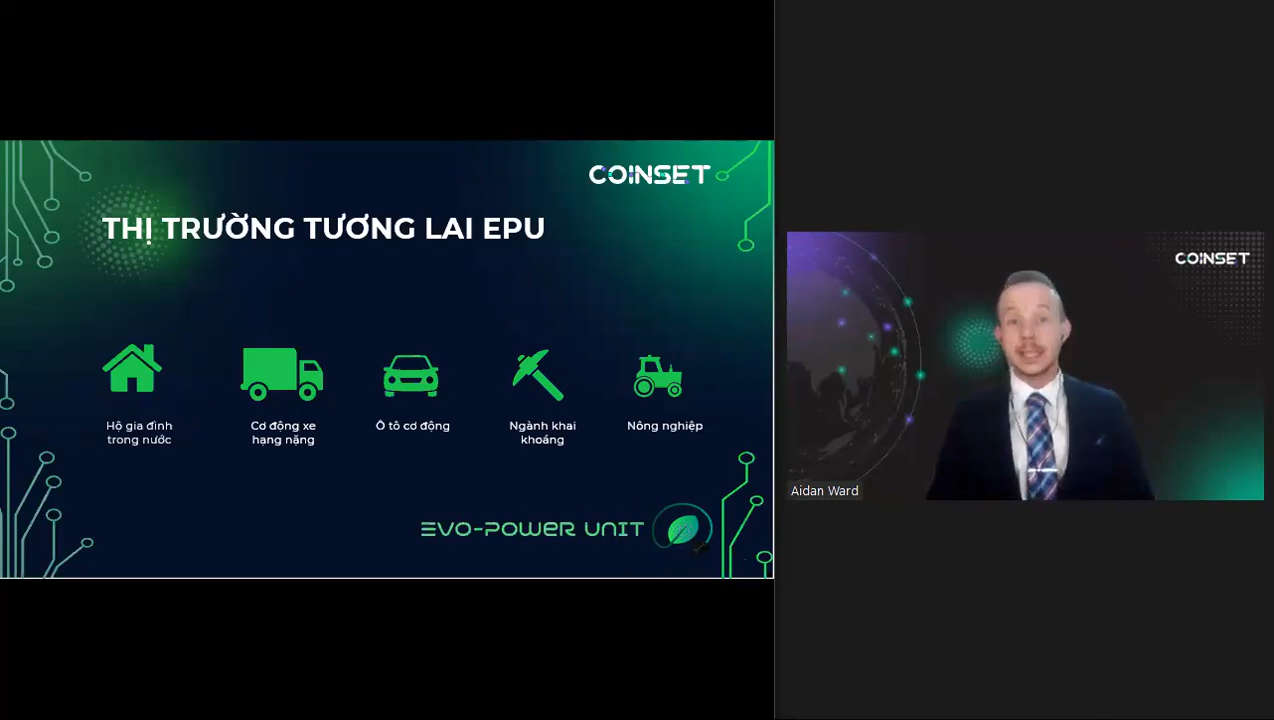 COINSET
THỊ TRƯỜNG TƯƠNG LAI EPU
Hộ gia đình
trong nước
Cơ động xe
hạng nặng
Ô tô cơ động
Ngành khai
khoáng
Nông nghiệp
EVO-POWER UNIT
COINSET
Aidan Ward